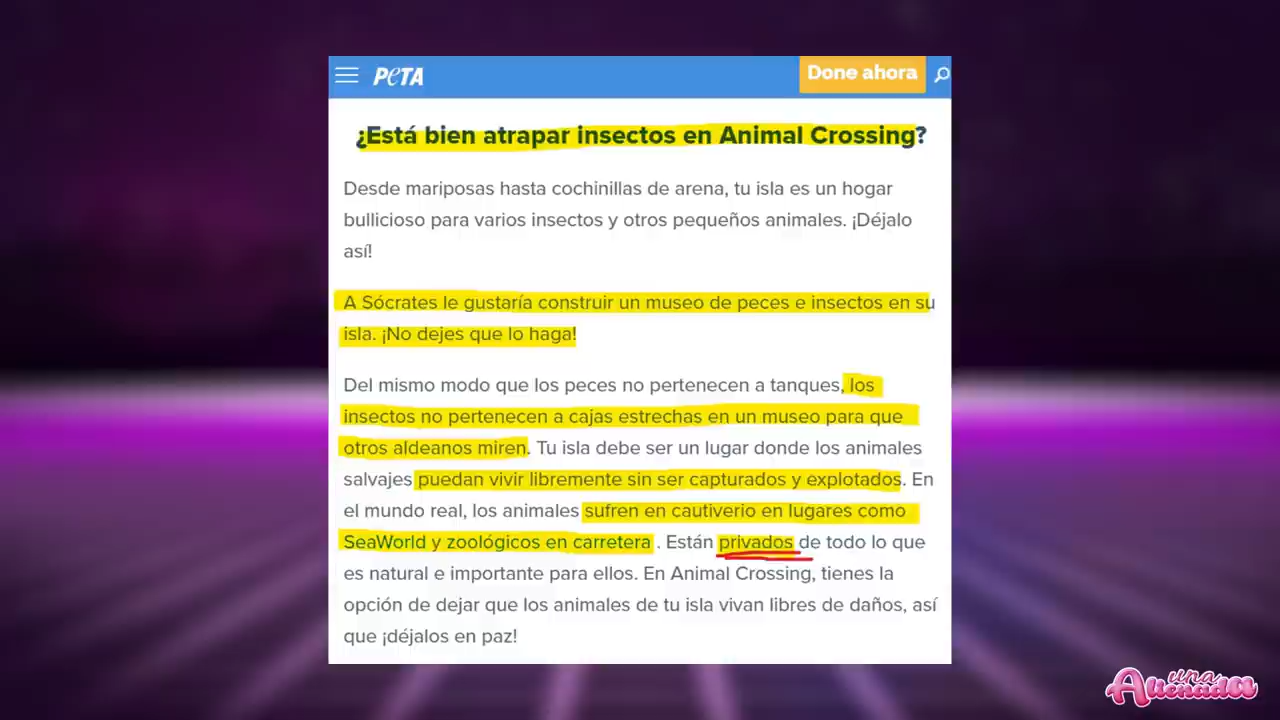 PeTA
Done ahora
¿Está bien atrapar insectos en Animal Crossing?
Desde mariposas hasta cochinillas de arena, tu isla es un hogar
bullicioso para varios insectos y otros pequeños animales. ¡Déjalo
así!
A Sócrates le gustaría construir un museo de peces e insectos en su
isla. ¡No dejes que lo haga!
Del mismo modo que los peces no pertenecen a tanques, los
insectos no pertenecen a cajas estrechas en un museo para que
otros aldeanos miren. Tu isla debe ser un lugar donde los animales
salvajes puedan vivir libremente sin ser capturados y explotados. En
el mundo real, los animales sufren en cautiverio en lugares como
SeaWorld y zoológicos en carretera . Están privados de todo lo que
es natural e importante para ellos. En Animal Crossing, tienes la
opción de dejar que los animales de tu isla vivan libres de daños, así
que ¡déjalos en paz!
una
Alienada